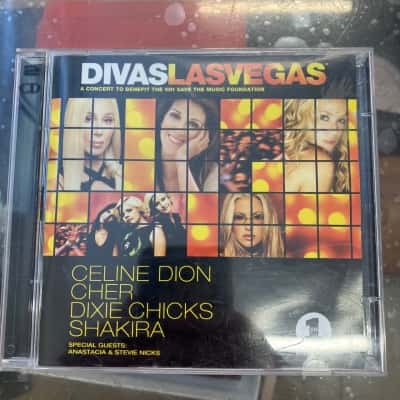 DIVASLASVEGAS
A CONCERT TO BENEFIT THE VH1 SAVE THE MUSIC FOUNDATION
CELINE DION
CHER
DIXIE CHICKS
SHAKIRA
SPECIAL GUESTS:
ANASTACIA & STEVIE NICKS